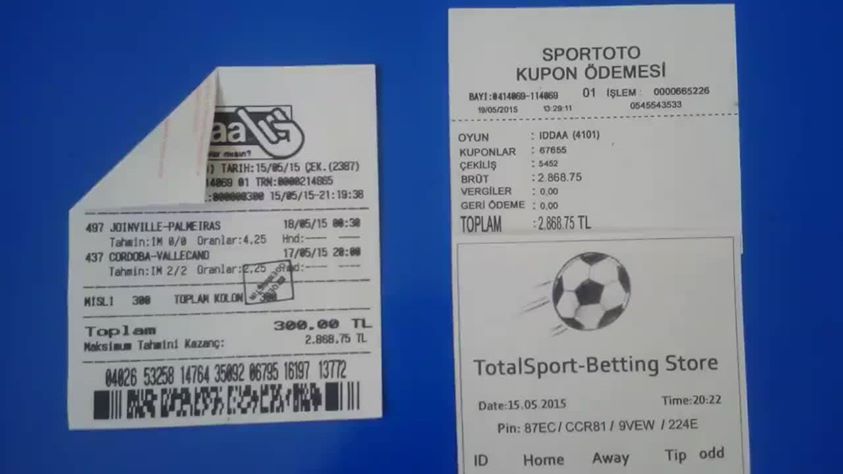 aa
) TARİH:15/05/15 ÇEK.(2387)
4069 01 TRN:0000214865
:000000300 15/05/15-21:19:38
497 JOINVILLE-PALMEIRAS 18/05/15 00:30
Tahmin:IM 0/0 Oranlar:4,25 Hnd:--- ---
437 CORDOBA-VALLECANO 17/05/15 20:00
Tahmin:IM 2/2 Oranlar:2,25 Hnd:--- ---
MİSLİ 300 TOPLAM KOLON 300
Toplam 300.00 TL
Maksimum Tahmini Kazanç: 2.868,75 TL
04026 53258 14764 35092 06795 16197 13772
SPORTOTO
KUPON ÖDEMESİ
BAYİ:0414069-114069 01 İŞLEM : 0000665226
19/05/2015 13:29:11 0545543533
OYUN : IDDAA (4101)
KUPONLAR : 67655
ÇEKİLİŞ : 5452
BRÜT : 2.868.75
VERGİLER : 0,00
GERİ ÖDEME : 0,00
TOPLAM : 2.868.75 TL
TotalSport-Betting Store
Date:15.05.2015 Time:20:22
Pin: 87EC / CCR81 / 9VEW / 224E
ID Home Away Tip odd